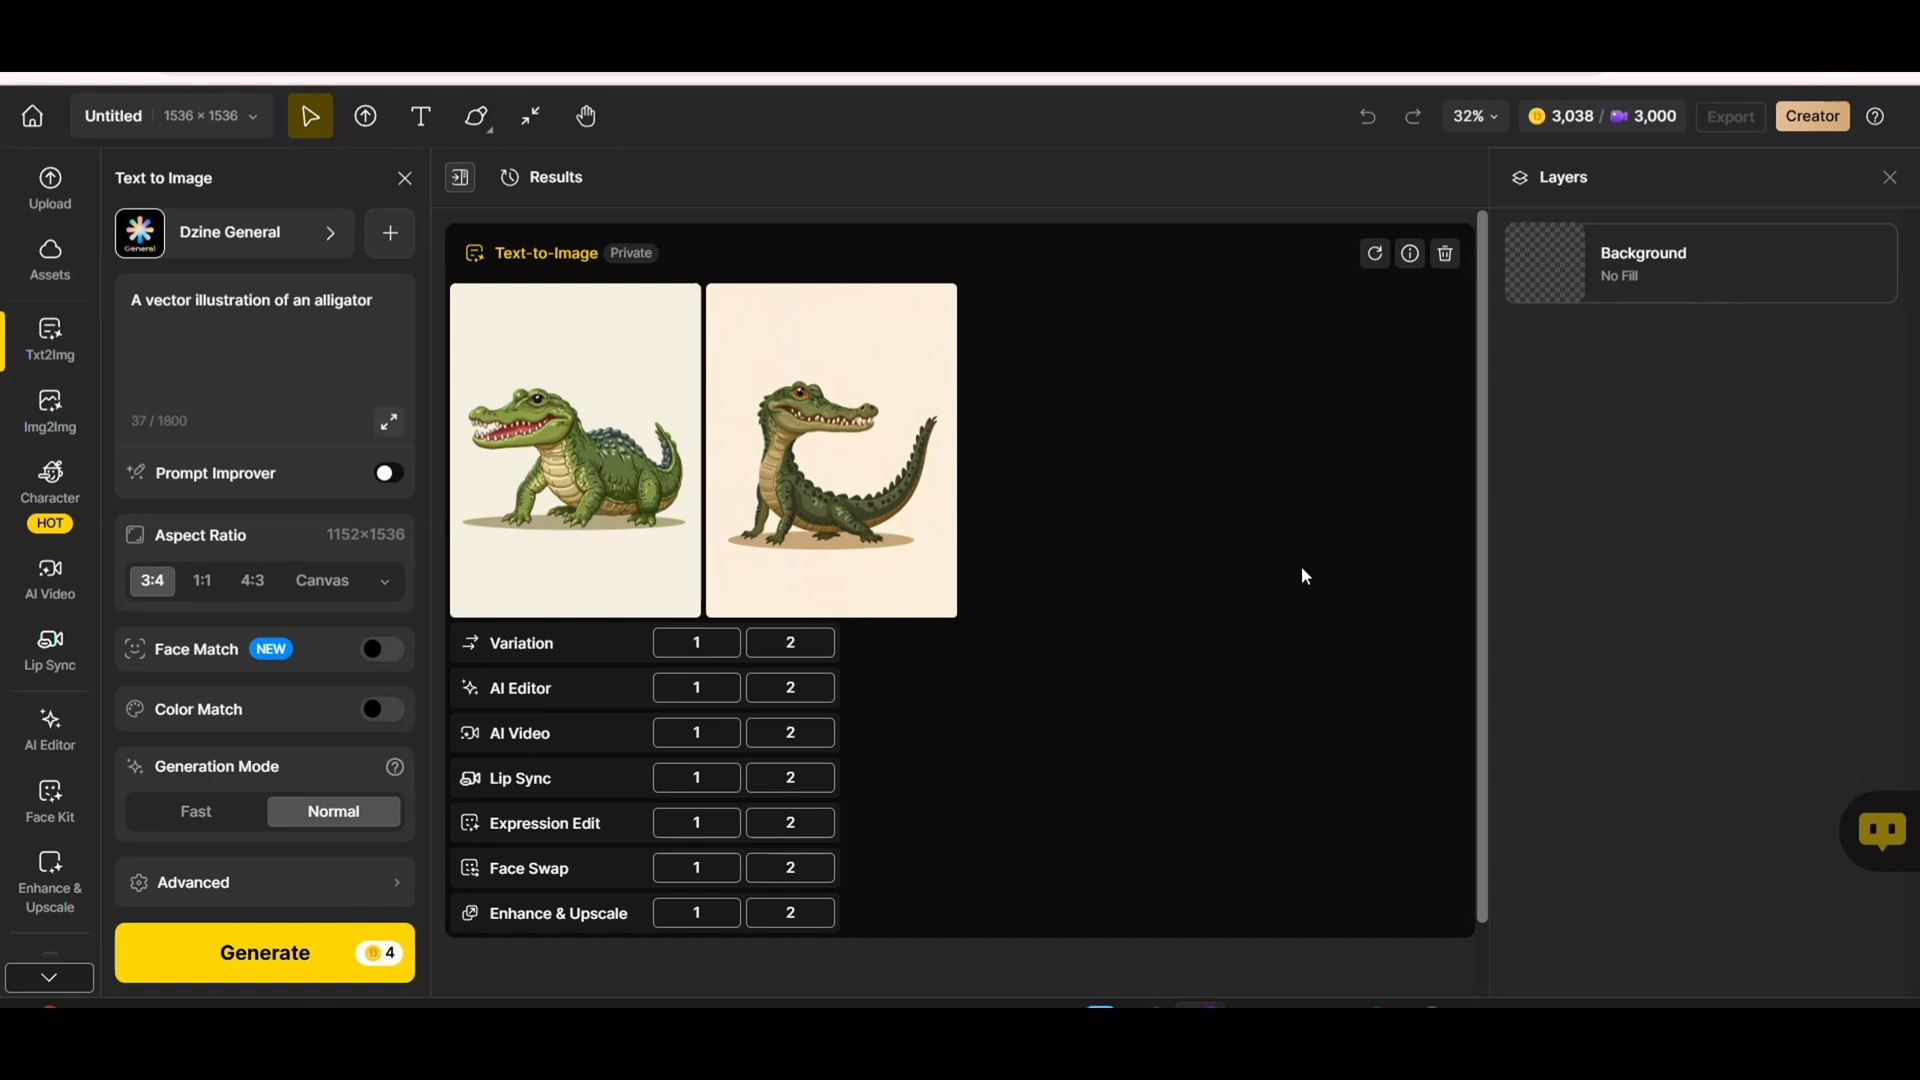 Untitled 1536 × 1536
32% 3,038 / 3,000 Export Creator
Upload
Assets
Txt2Img
Img2Img
Character
HOT
AI Video
Lip Sync
AI Editor
Face Kit
Enhance &
Upscale
Text to Image
General
Dzine General
A vector illustration of an alligator
37 / 1800
Prompt Improver
Aspect Ratio 1152×1536
3:4 1:1 4:3 Canvas
Face Match NEW
Color Match
Generation Mode
Fast Normal
Advanced
Generate 4
Results
Text-to-Image Private
Variation 1 2
AI Editor 1 2
AI Video 1 2
Lip Sync 1 2
Expression Edit 1 2
Face Swap 1 2
Enhance & Upscale 1 2
Layers
Background
No Fill